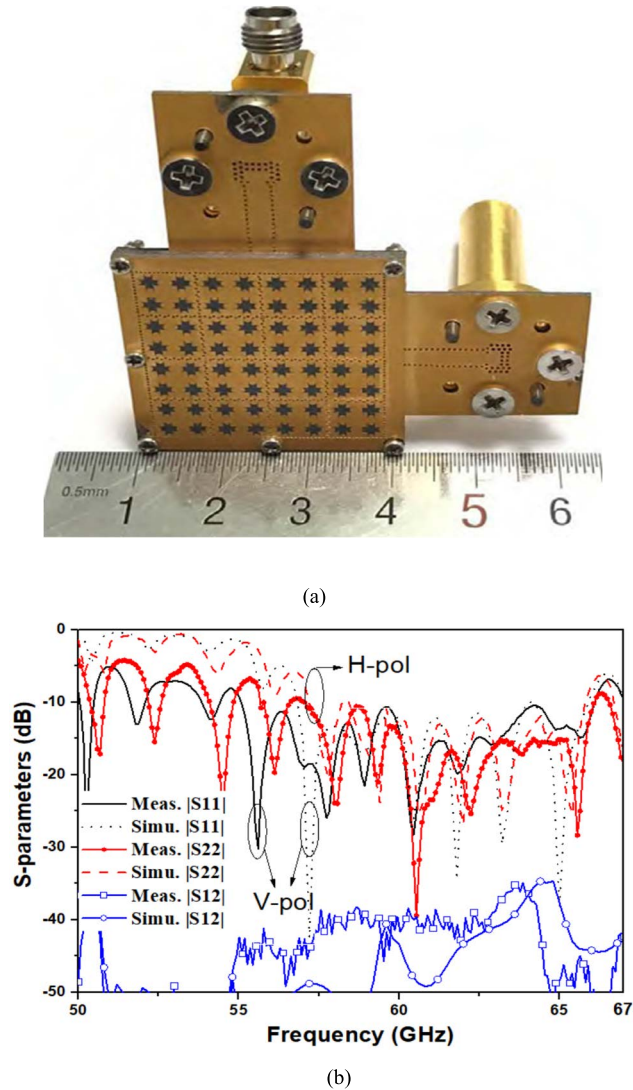 0.5mm 1 2 3 4 5 6
(a)
0
-10
-20
-30
-40
-50
S-parameters (dB)
H-pol
V-pol
Meas. |S11|
Simu. |S11|
Meas. |S22|
Simu. |S22|
Meas. |S12|
Simu. |S12|
50 55 60 65 67
Frequency (GHz)
(b)